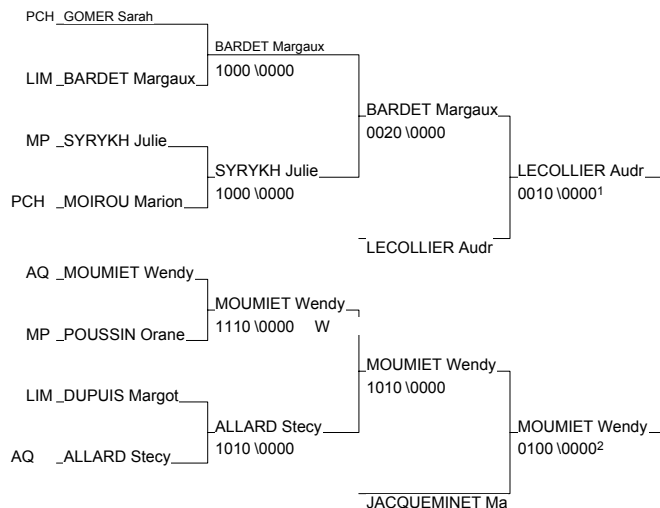 PCH GOMER Sarah
BARDET Margaux
1000 \0000
LIM BARDET Margaux
BARDET Margaux
0020 \0000
MP SYRYKH Julie
SYRYKH Julie
1000 \0000
LECOLLIER Audr
0010 \0000¹
PCH MOIROU Marion
LECOLLIER Audr
AQ MOUMIET Wendy
MOUMIET Wendy
1110 \0000 W
MP POUSSIN Orane
MOUMIET Wendy
1010 \0000
LIM DUPUIS Margot
ALLARD Stecy
1010 \0000
MOUMIET Wendy
0100 \0000²
AQ ALLARD Stecy
JACQUEMINET Ma